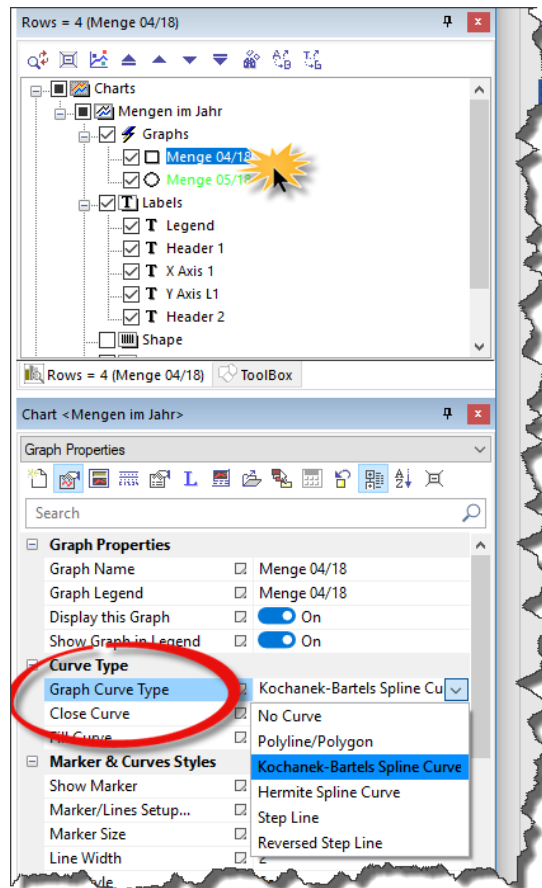 Rows = 4 (Menge 04/18)
Charts
Mengen im Jahr
Graphs
Menge 04/18
Menge 05/18
T Labels
T Legend
T Header 1
T X Axis 1
T Y Axis L1
T Header 2
Shape
Rows = 4 (Menge 04/18) ToolBox
Chart <Mengen im Jahr>
Graph Properties
L
Search
Graph Properties
Graph Name Menge 04/18
Graph Legend Menge 04/18
Display this Graph On
Show Graph in Legend On
Curve Type
Graph Curve Type Kochanek-Bartels Spline Cu
Close Curve
No Curve
Fill Curve
Polyline/Polygon
Marker & Curves Styles
Kochanek-Bartels Spline Curve
Show Marker
Hermite Spline Curve
Marker/Lines Setup...
Step Line
Marker Size
Reversed Step Line
Line Width 2